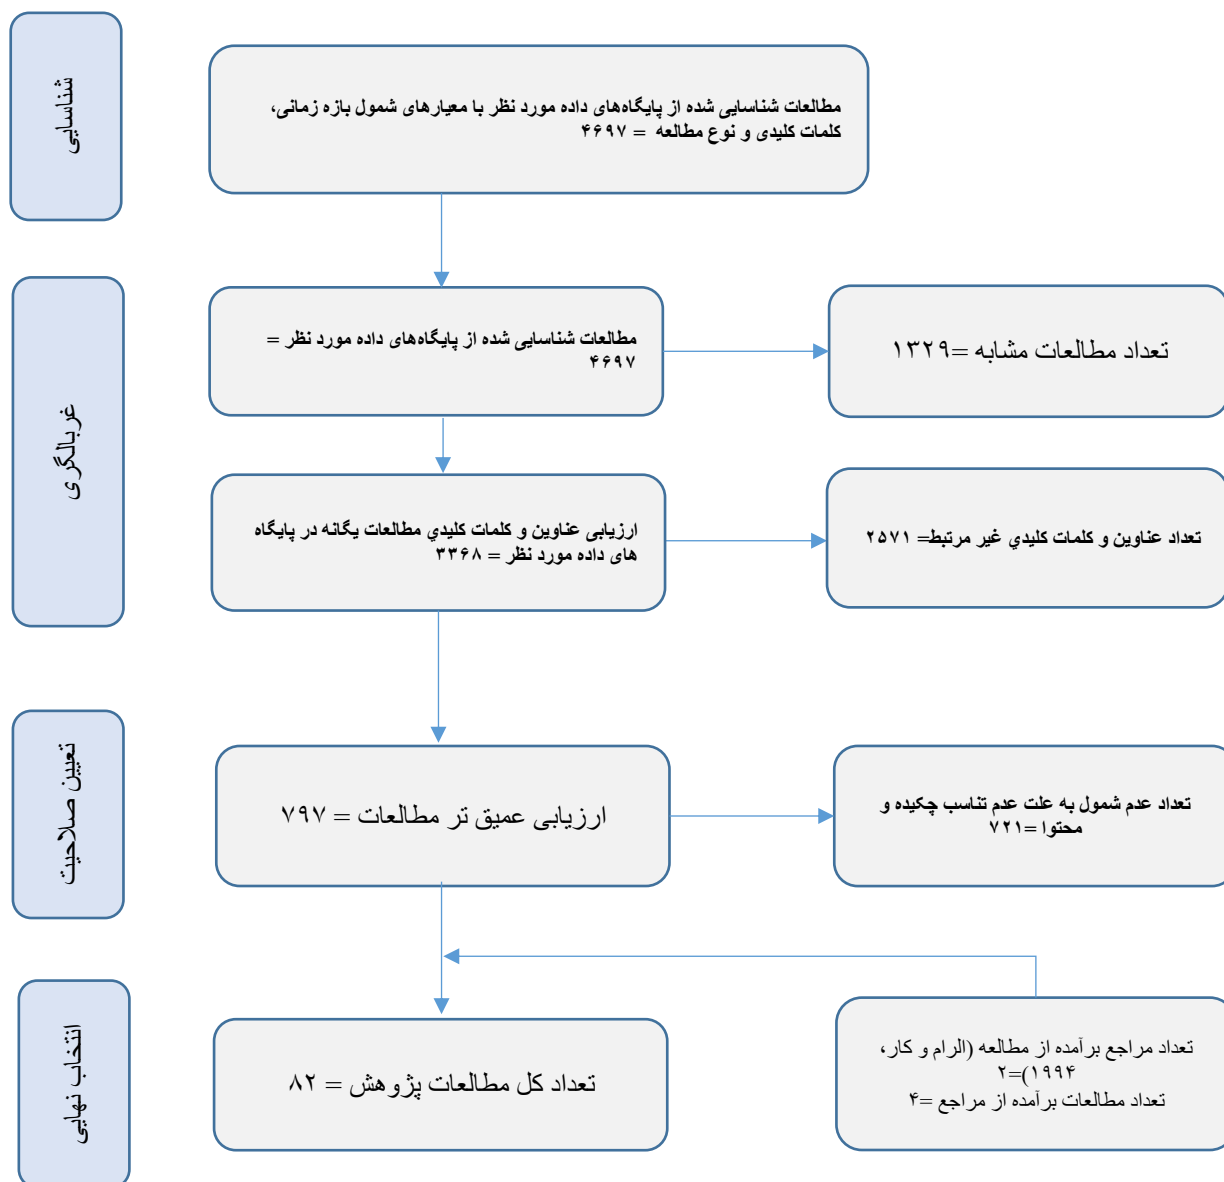 شناسایی
مطالعات شناسایی شده از پایگاه‌های داده مورد نظر با معیارهای شمول بازه زمانی،
کلمات کلیدی و نوع مطالعه = ۴۶۹۷
غربالگری
مطالعات شناسایی شده از پایگاه‌های داده مورد نظر =
۴۶۹۷
تعداد مطالعات مشابه =۱۳۲۹
ارزیابی عناوین و کلمات کلیدي مطالعات یگانه در پایگاه
های داده مورد نظر = ۳۳۶۸
تعداد عناوین و کلمات کلیدي غیر مرتبط= ۲۵۷۱
تعیین صلاحیت
ارزیابی عمیق تر مطالعات = ۷۹۷
تعداد عدم شمول به علت عدم تناسب چکیده و
محتوا =۷۲۱
انتخاب نهایی
تعداد کل مطالعات پژوهش = ۸۲
تعداد مراجع برآمده از مطالعه (الرام و کار،
۱۹۹۴)=۲
تعداد مطالعات برآمده از مراجع =۴